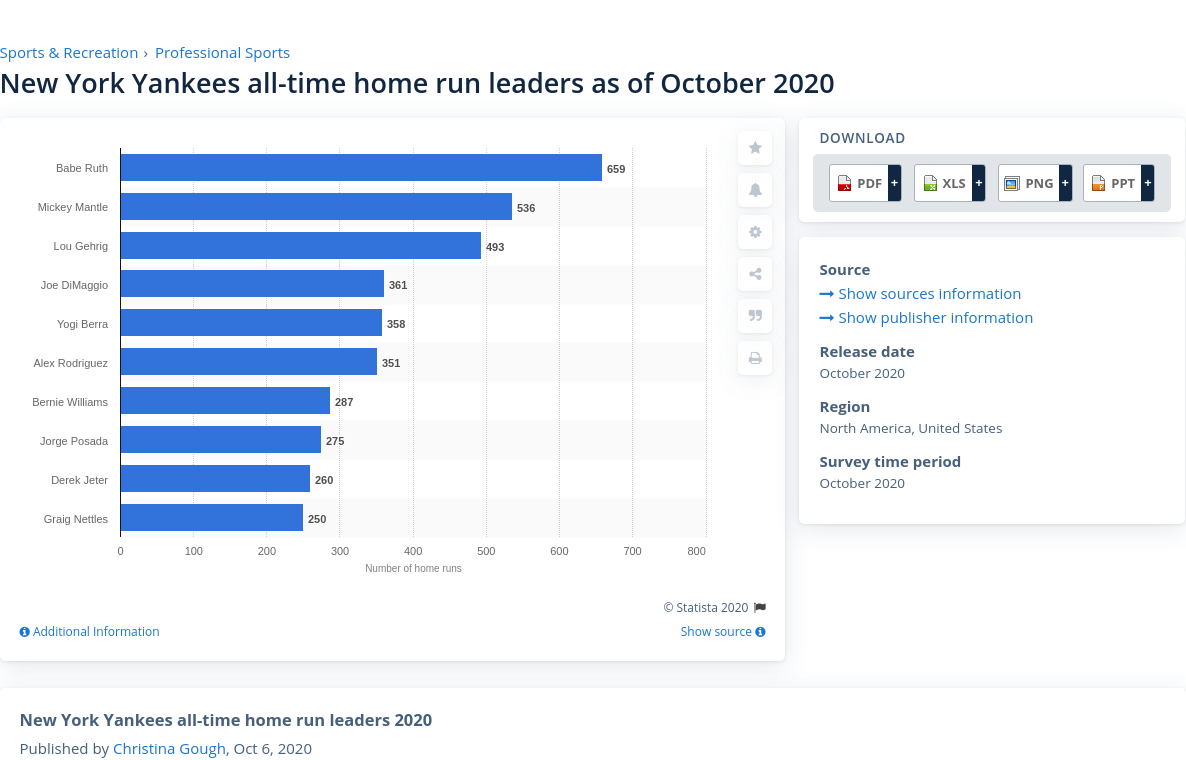 Sports & Recreation › Professional Sports
New York Yankees all-time home run leaders as of October 2020
Babe Ruth 659
Mickey Mantle 536
Lou Gehrig 493
Joe DiMaggio 361
Yogi Berra 358
Alex Rodriguez 351
Bernie Williams 287
Jorge Posada 275
Derek Jeter 260
Graig Nettles 250
0 100 200 300 400 500 600 700 800
Number of home runs
© Statista 2020
Additional Information Show source
DOWNLOAD
PDF + XLS + PNG + PPT +
Source
Show sources information
Show publisher information
Release date
October 2020
Region
North America, United States
Survey time period
October 2020
New York Yankees all-time home run leaders 2020
Published by Christina Gough, Oct 6, 2020